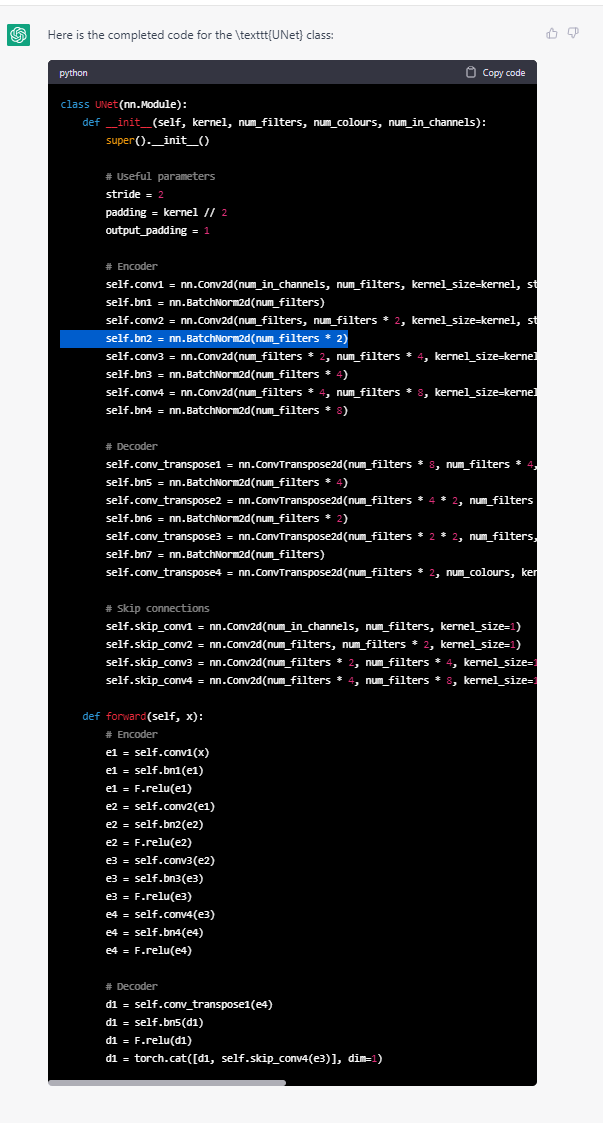 Here is the completed code for the \texttt{UNet} class:
python
Copy code
class UNet(nn.Module):
    def __init__(self, kernel, num_filters, num_colours, num_in_channels):
        super().__init__()

        # Useful parameters
        stride = 2
        padding = kernel // 2
        output_padding = 1

        # Encoder
        self.conv1 = nn.Conv2d(num_in_channels, num_filters, kernel_size=kernel, st
        self.bn1 = nn.BatchNorm2d(num_filters)
        self.conv2 = nn.Conv2d(num_filters, num_filters * 2, kernel_size=kernel, st
        self.bn2 = nn.BatchNorm2d(num_filters * 2)
        self.conv3 = nn.Conv2d(num_filters * 2, num_filters * 4, kernel_size=kernel
        self.bn3 = nn.BatchNorm2d(num_filters * 4)
        self.conv4 = nn.Conv2d(num_filters * 4, num_filters * 8, kernel_size=kernel
        self.bn4 = nn.BatchNorm2d(num_filters * 8)

        # Decoder
        self.conv_transpose1 = nn.ConvTranspose2d(num_filters * 8, num_filters * 4,
        self.bn5 = nn.BatchNorm2d(num_filters * 4)
        self.conv_transpose2 = nn.ConvTranspose2d(num_filters * 4 * 2, num_filters
        self.bn6 = nn.BatchNorm2d(num_filters * 2)
        self.conv_transpose3 = nn.ConvTranspose2d(num_filters * 2 * 2, num_filters,
        self.bn7 = nn.BatchNorm2d(num_filters)
        self.conv_transpose4 = nn.ConvTranspose2d(num_filters * 2, num_colours, ker

        # Skip connections
        self.skip_conv1 = nn.Conv2d(num_in_channels, num_filters, kernel_size=1)
        self.skip_conv2 = nn.Conv2d(num_filters, num_filters * 2, kernel_size=1)
        self.skip_conv3 = nn.Conv2d(num_filters * 2, num_filters * 4, kernel_size=1
        self.skip_conv4 = nn.Conv2d(num_filters * 4, num_filters * 8, kernel_size=1

    def forward(self, x):
        # Encoder
        e1 = self.conv1(x)
        e1 = self.bn1(e1)
        e1 = F.relu(e1)
        e2 = self.conv2(e1)
        e2 = self.bn2(e2)
        e2 = F.relu(e2)
        e3 = self.conv3(e2)
        e3 = self.bn3(e3)
        e3 = F.relu(e3)
        e4 = self.conv4(e3)
        e4 = self.bn4(e4)
        e4 = F.relu(e4)

        # Decoder
        d1 = self.conv_transpose1(e4)
        d1 = self.bn5(d1)
        d1 = F.relu(d1)
        d1 = torch.cat([d1, self.skip_conv4(e3)], dim=1)